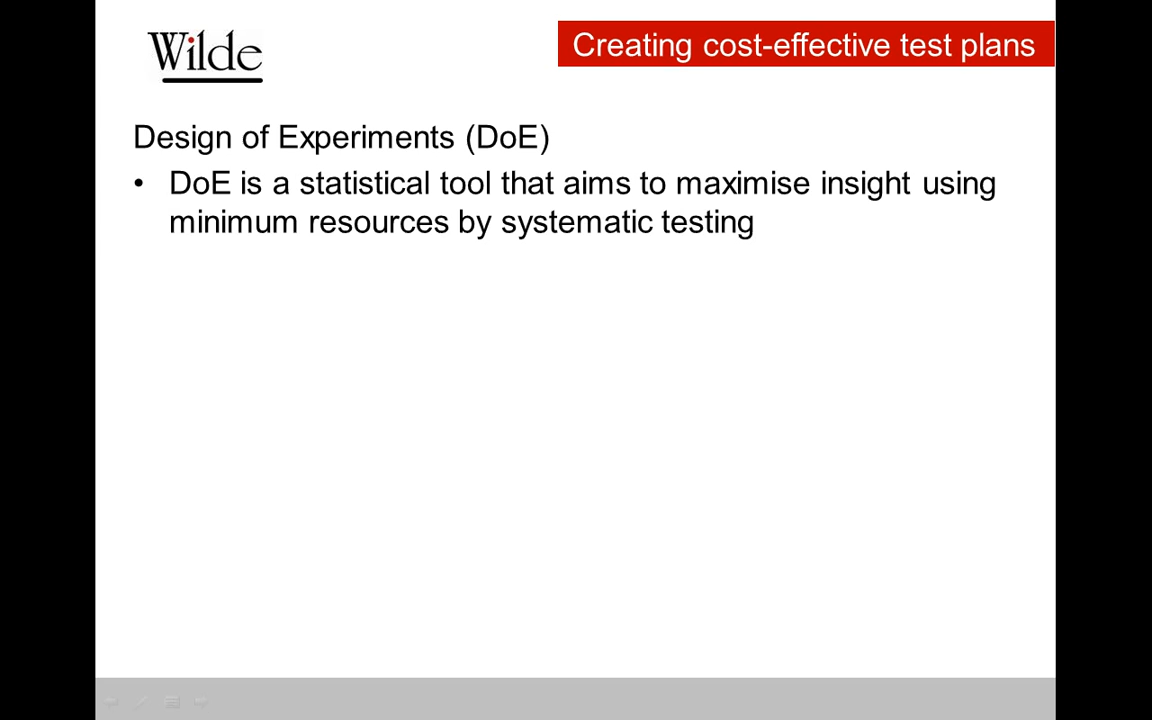 Wilde
Creating cost-effective test plans
Design of Experiments (DoE)
• DoE is a statistical tool that aims to maximise insight using
minimum resources by systematic testing